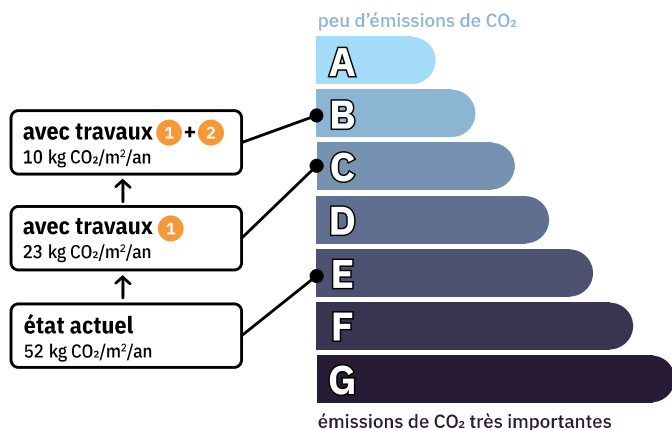 peu d'émissions de CO₂
A
B
C
D
E
F
G
émissions de CO₂ très importantes
avec travaux 1 + 2
10 kg CO₂/m²/an
avec travaux 1
23 kg CO₂/m²/an
état actuel
52 kg CO₂/m²/an